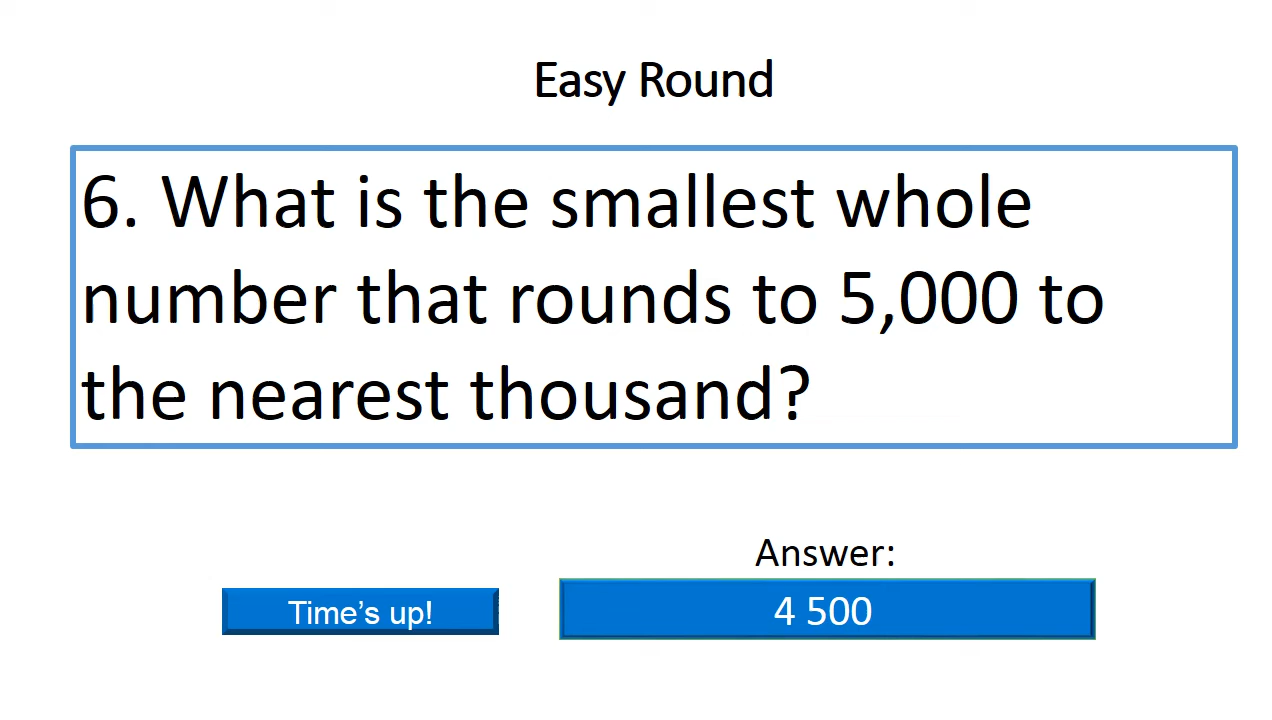 Easy Round
6. What is the smallest whole
number that rounds to 5,000 to
the nearest thousand?
Answer:
Time’s up!
4 500